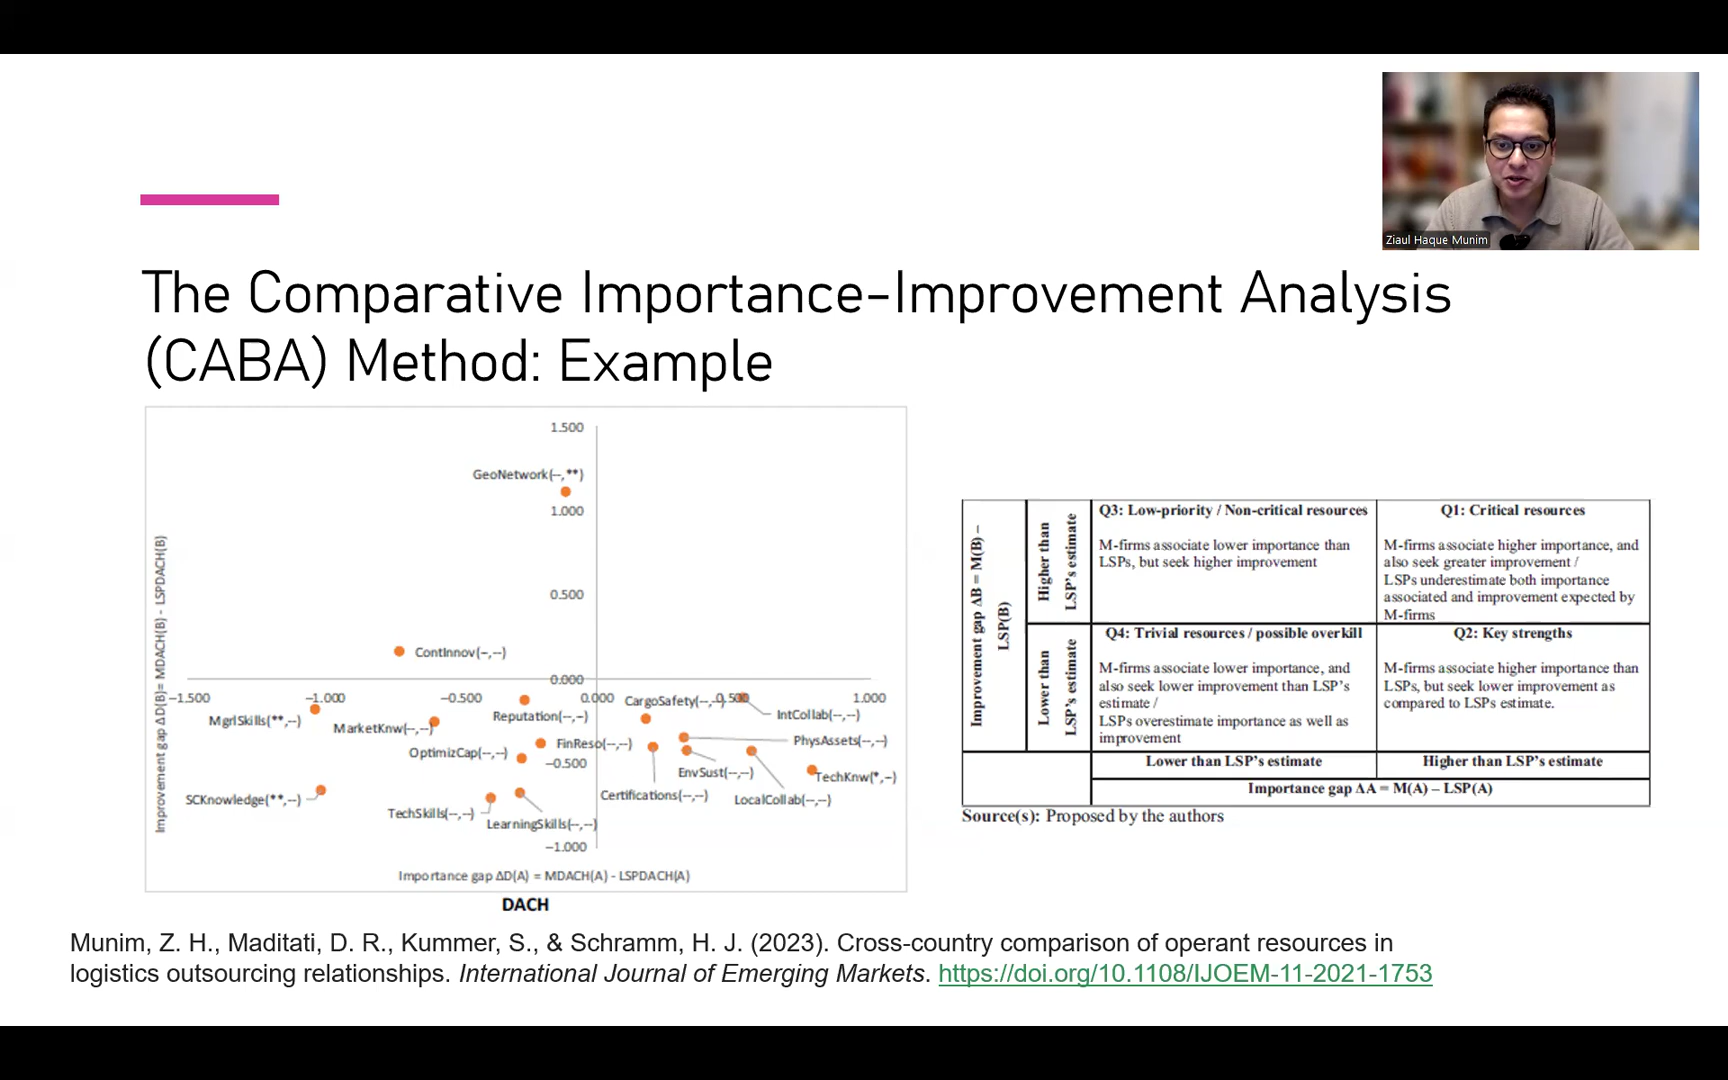 Ziaul Haque Munim
The Comparative Importance-Improvement Analysis
(CABA) Method: Example
1.500
GeoNetwork(--,**)
1.000
0.500
ContInnov(-,--)
0.000
-1.500
-1.000
-0.500
0.000
0.500
1.000
CargoSafety(--,--)
MgrlSkills(**,--)
MarketKnw(--,--)
Reputation(--,--)
IntCollab(--,--)
OptimizCap(--,--)
FinReso(--,--)
PhysAssets(--,--)
-0.500
EnvSust(--,--)
TechKnw(*,--)
SCKnowledge(**,--)
Certifications(--,--)
LocalCollab(--,--)
TechSkills(--,--)
LearningSkills(--,--)
-1.000
Improvement gap ΔD(B)= MDACH(B) - LSPDACH(B)
Importance gap ΔD(A) = MDACH(A) - LSPDACH(A)
DACH
Improvement gap ΔB = M(B) –
LSP(B)
Higher than
LSP's estimate
Q3: Low-priority / Non-critical resources
M-firms associate lower importance than
LSPs, but seek higher improvement
Q1: Critical resources
M-firms associate higher importance, and
also seek greater improvement /
LSPs underestimate both importance
associated and improvement expected by
M-firms
Lower than
LSP's estimate
Q4: Trivial resources / possible overkill
M-firms associate lower importance, and
also seek lower improvement than LSP's
estimate /
LSPs overestimate importance as well as
improvement
Q2: Key strengths
M-firms associate higher importance than
LSPs, but seek lower improvement as
compared to LSPs estimate.
Lower than LSP's estimate
Higher than LSP's estimate
Importance gap ΔA = M(A) – LSP(A)
Source(s): Proposed by the authors
Munim, Z. H., Maditati, D. R., Kummer, S., & Schramm, H. J. (2023). Cross-country comparison of operant resources in
logistics outsourcing relationships. International Journal of Emerging Markets. https://doi.org/10.1108/IJOEM-11-2021-1753